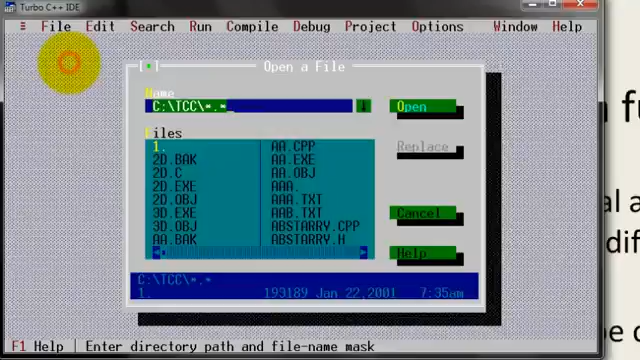 Turbo C++ IDE
≡ File Edit Search Run Compile Debug Project Options Window Help
Open a File
Name
C:\TCC\*.*
Open
Files
1. AA.CPP
2D.BAK AA.EXE
Replace
2D.C AA.OBJ
2D.EXE AAA.
2D.OBJ AAA.TXT
3D.EXE AAB.TXT
Cancel
3D.OBJ ABSTARRY.CPP
AA.BAK ABSTARRY.H
Help
C:\TCC\*.*
1. 193189 Jan 22,2001 7:35am
F1 Help | Enter directory path and file-name mask